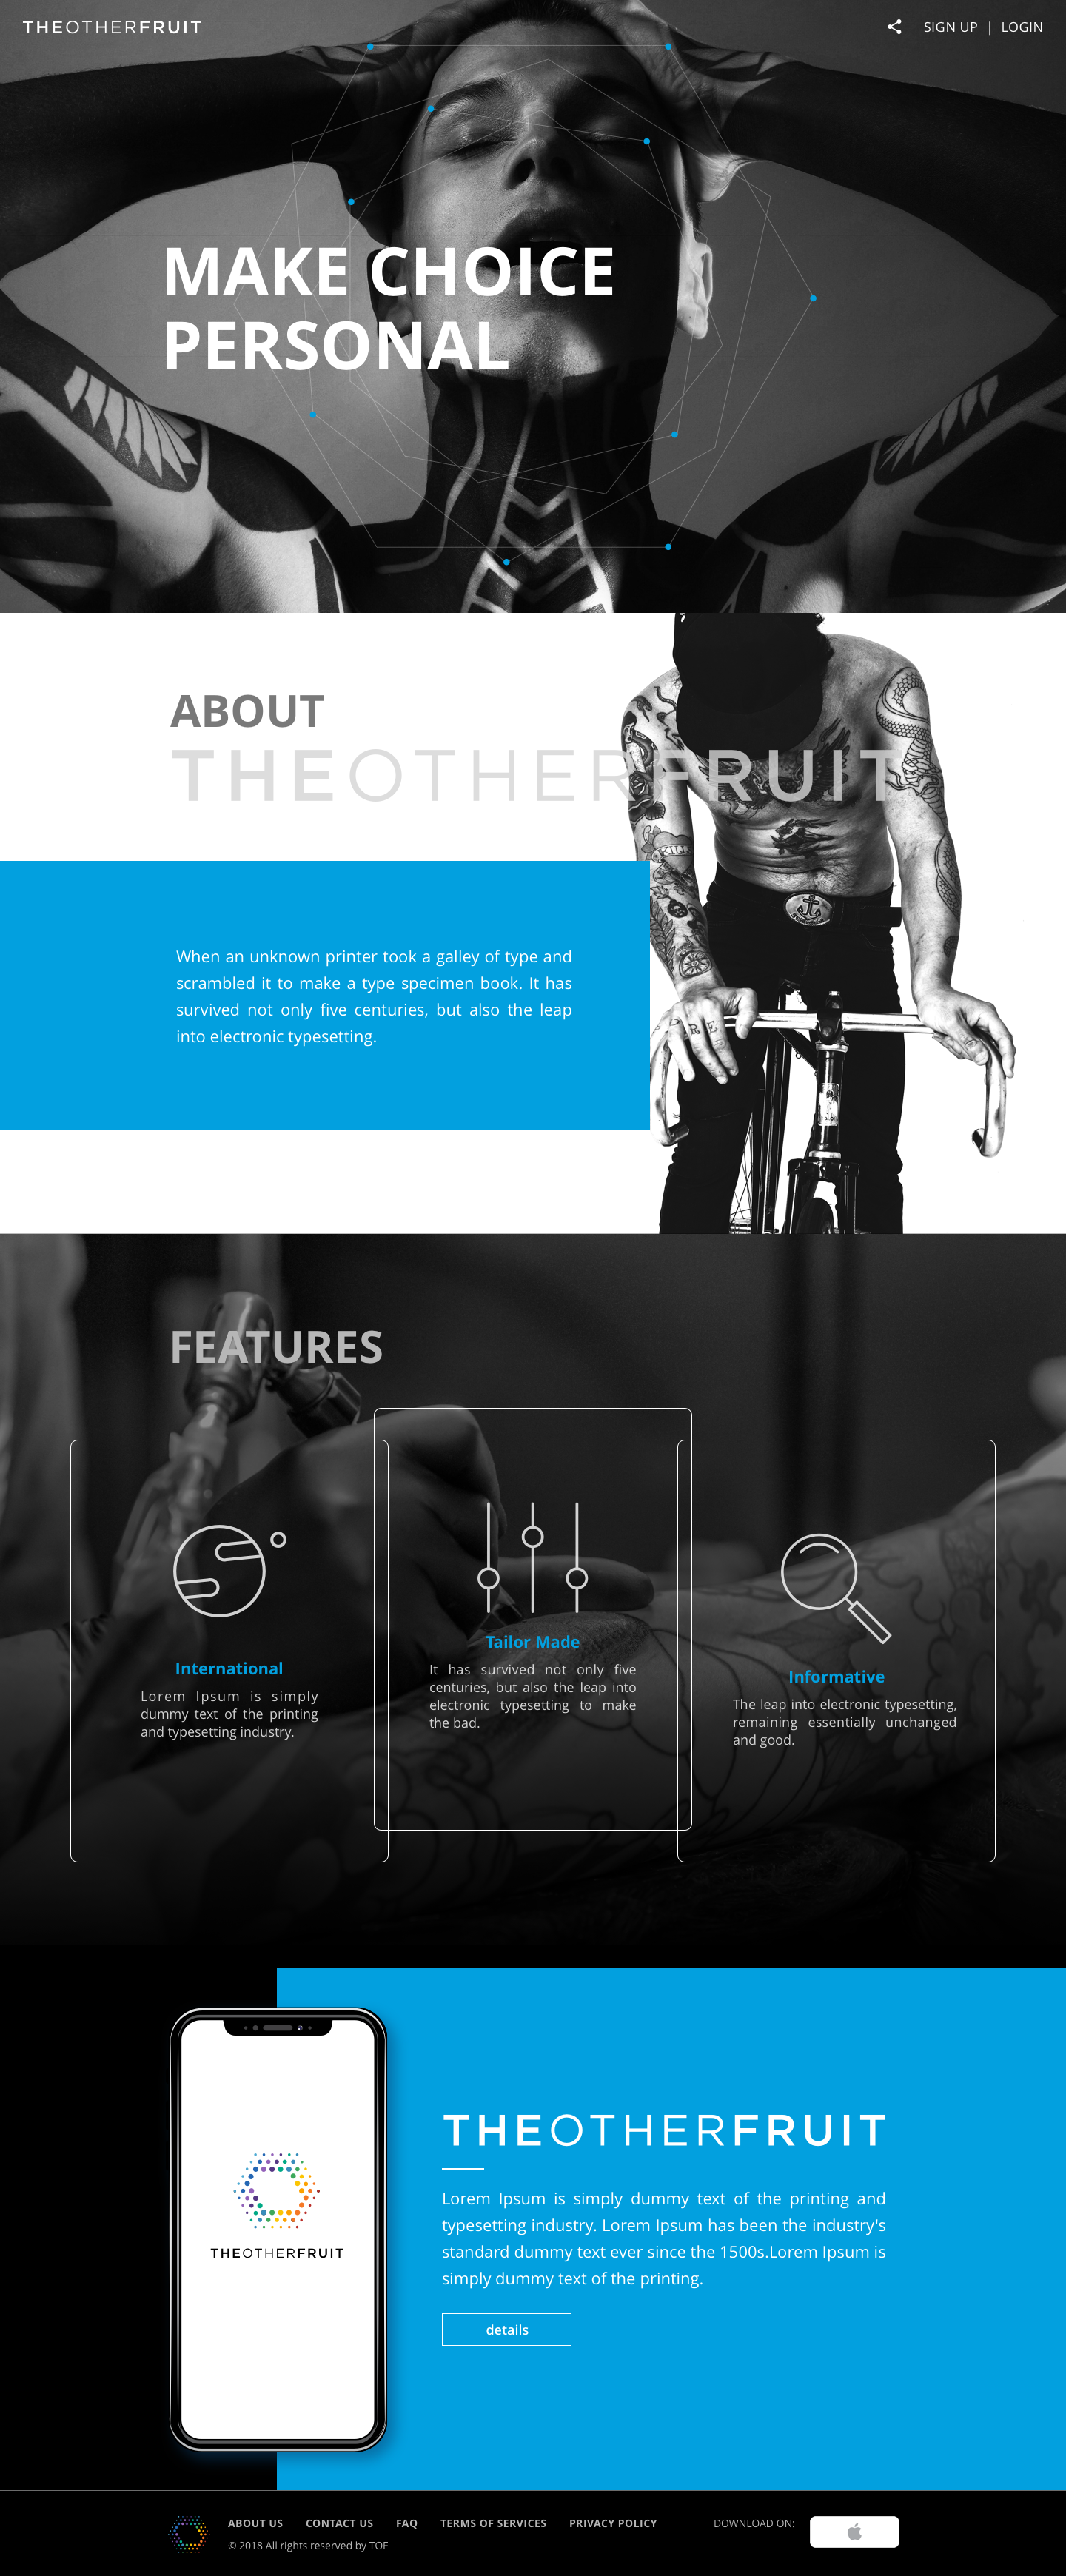 THEOTHERFRUIT
SIGN UP | LOGIN
MAKE CHOICE
PERSONAL
ABOUT
THEOTHERFRUIT
When an unknown printer took a galley of type and
scrambled it to make a type specimen book. It has
survived not only five centuries, but also the leap
into electronic typesetting.
FEATURES
International
Lorem Ipsum is simply
dummy text of the printing
and typesetting industry.
Tailor Made
It has survived not only five
centuries, but also the leap into
electronic typesetting to make
the bad.
Informative
The leap into electronic typesetting,
remaining essentially unchanged
and good.
THEOTHERFRUIT
THEOTHERFRUIT
Lorem Ipsum is simply dummy text of the printing and
typesetting industry. Lorem Ipsum has been the industry's
standard dummy text ever since the 1500s.Lorem Ipsum is
simply dummy text of the printing.
details
ABOUT US CONTACT US FAQ TERMS OF SERVICES PRIVACY POLICY
© 2018 All rights reserved by TOF
DOWNLOAD ON: